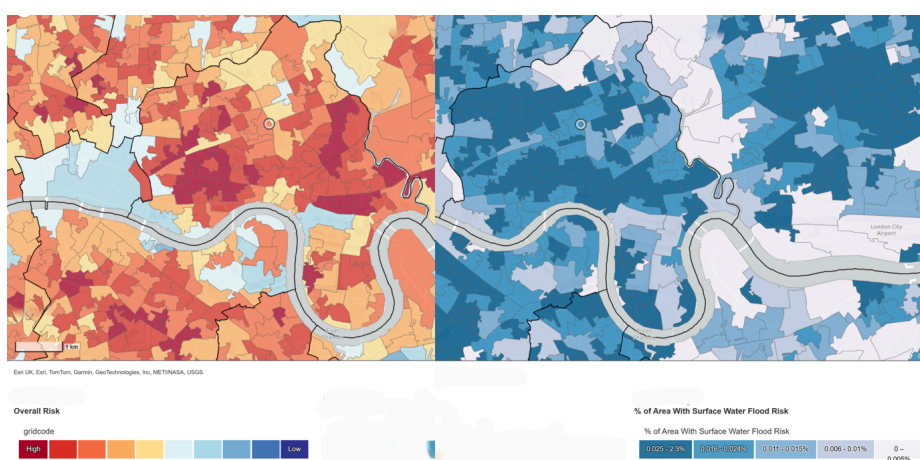 London City
Airport
1 km
Esri UK, Esri, TomTom, Garmin, GeoTechnologies, Inc, METI/NASA, USGS
Overall Risk
gridcode
High
Low
% of Area With Surface Water Flood Risk
% of Area With Surface Water Flood Risk
0.025 - 2.3%
0.016 - 0.024%
0.011 - 0.015%
0.006 - 0.01%
0 –
0.005%